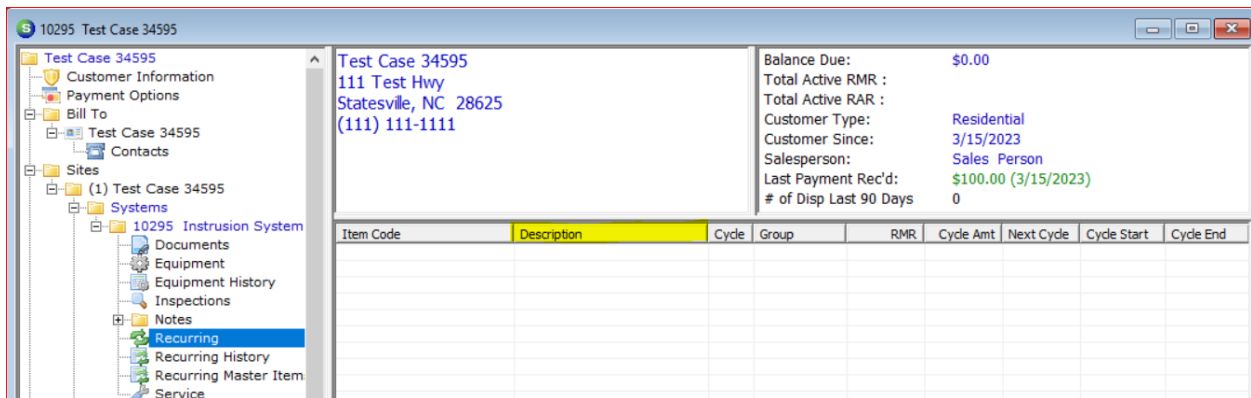 10295 Test Case 34595
Test Case 34595
Customer Information
Payment Options
Bill To
Test Case 34595
Contacts
Sites
(1) Test Case 34595
Systems
10295 Instrusion System
Documents
Equipment
Equipment History
Inspections
Notes
Recurring
Recurring History
Recurring Master Item
Service
Test Case 34595
111 Test Hwy
Statesville, NC 28625
(111) 111-1111
Balance Due: $0.00
Total Active RMR :
Total Active RAR :
Customer Type: Residential
Customer Since: 3/15/2023
Salesperson: Sales Person
Last Payment Rec'd: $100.00 (3/15/2023)
# of Disp Last 90 Days 0
Item Code Description Cycle Group RMR Cycle Amt Next Cycle Cycle Start Cycle End